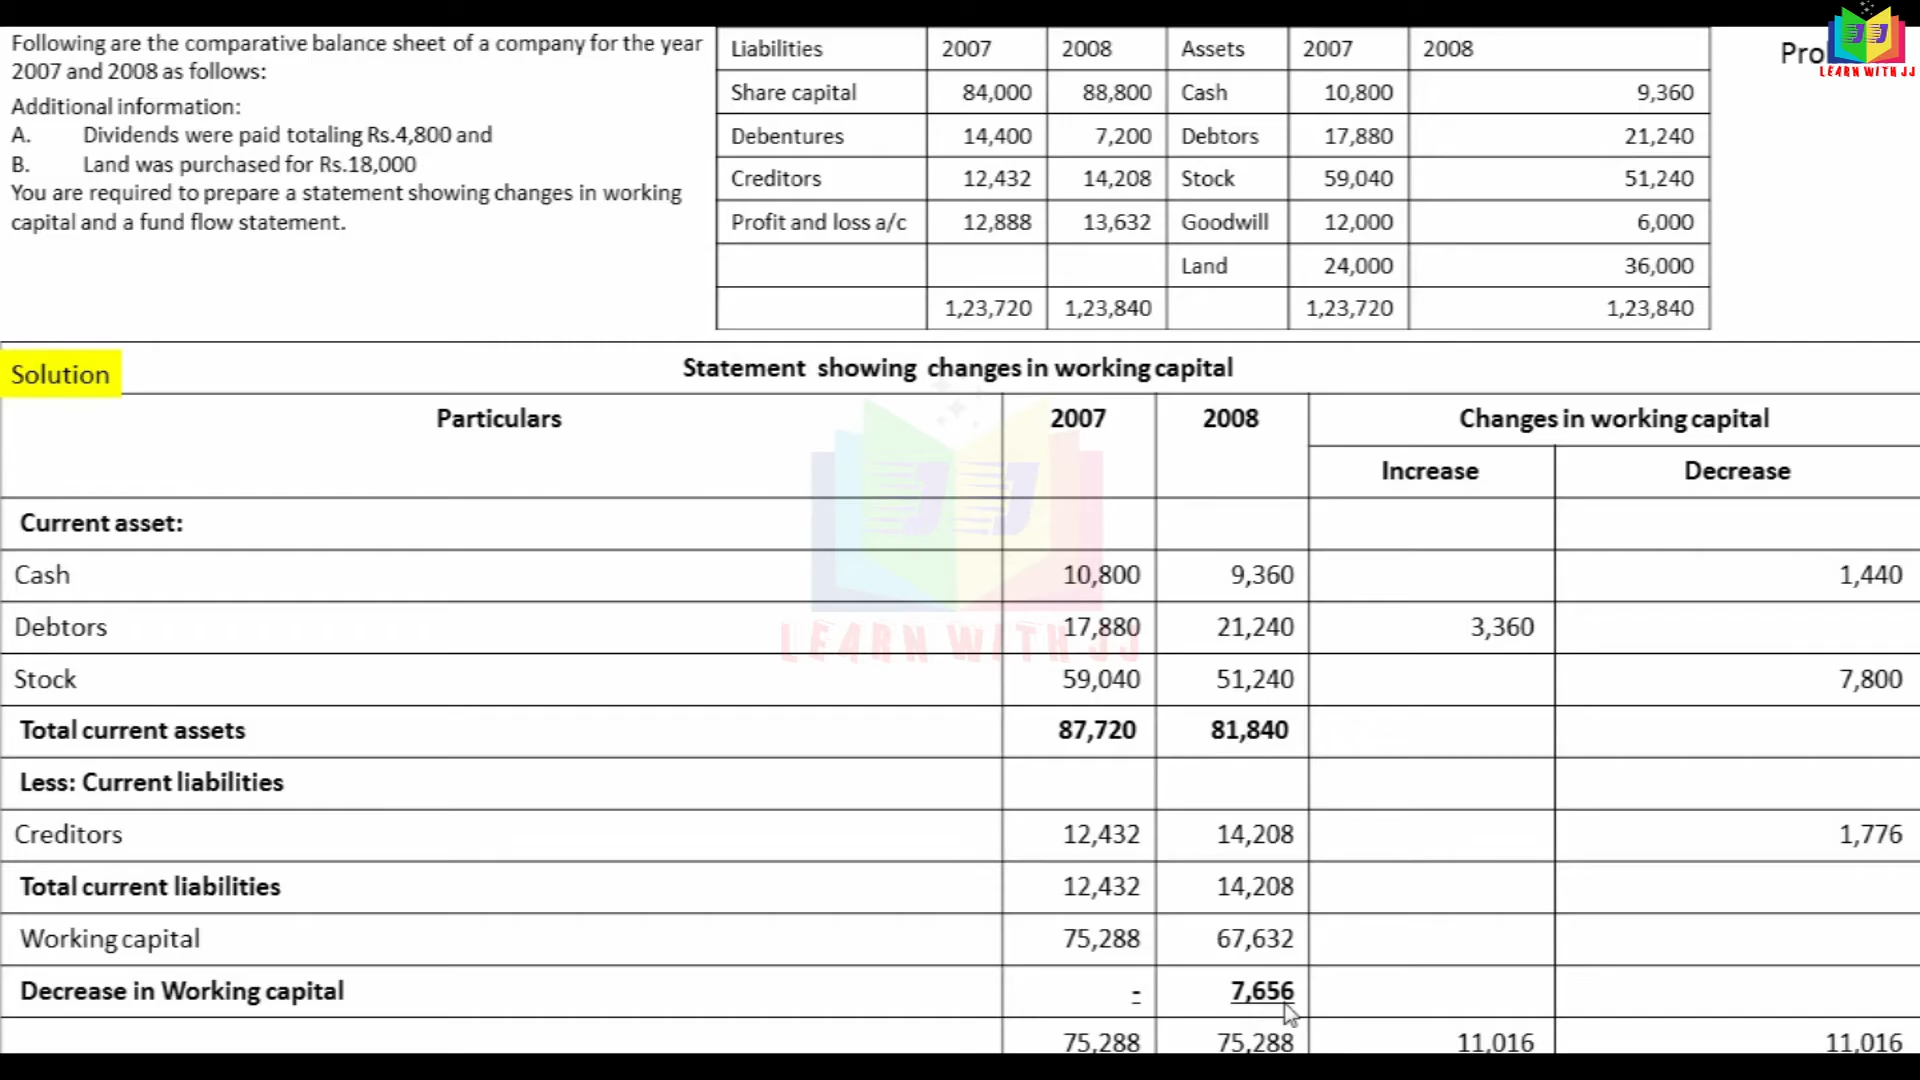 Following are the comparative balance sheet of a company for the year
2007 and 2008 as follows:
Additional information:
A. Dividends were paid totaling Rs.4,800 and
B. Land was purchased for Rs.18,000
You are required to prepare a statement showing changes in working
capital and a fund flow statement.
Liabilities 2007 2008 Assets 2007 2008
Share capital 84,000 88,800 Cash 10,800 9,360
Debentures 14,400 7,200 Debtors 17,880 21,240
Creditors 12,432 14,208 Stock 59,040 51,240
Profit and loss a/c 12,888 13,632 Goodwill 12,000 6,000
Land 24,000 36,000
1,23,720 1,23,840 1,23,720 1,23,840
JJ
LEARN WITH JJ
Solution
Statement showing changes in working capital
Particulars 2007 2008 Changes in working capital
Increase Decrease
Current asset:
Cash 10,800 9,360 1,440
Debtors 17,880 21,240 3,360
Stock 59,040 51,240 7,800
Total current assets 87,720 81,840
Less: Current liabilities
Creditors 12,432 14,208 1,776
Total current liabilities 12,432 14,208
Working capital 75,288 67,632
Decrease in Working capital - 7,656
75,288 75,288 11,016 11,016
JJ
LEARN WITH JJ